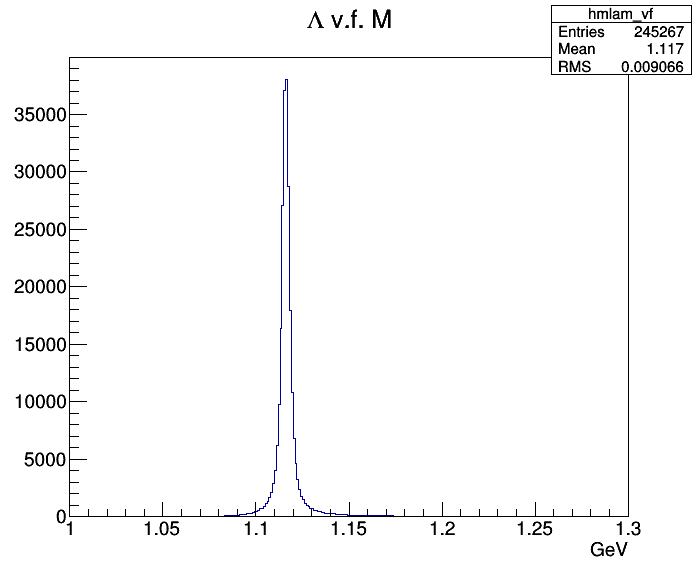 Λ v.f. M
hmlam_vf
Entries 245267
Mean 1.117
RMS 0.009066
35000
30000
25000
20000
15000
10000
5000
0
1 1.05 1.1 1.15 1.2 1.25 1.3
GeV